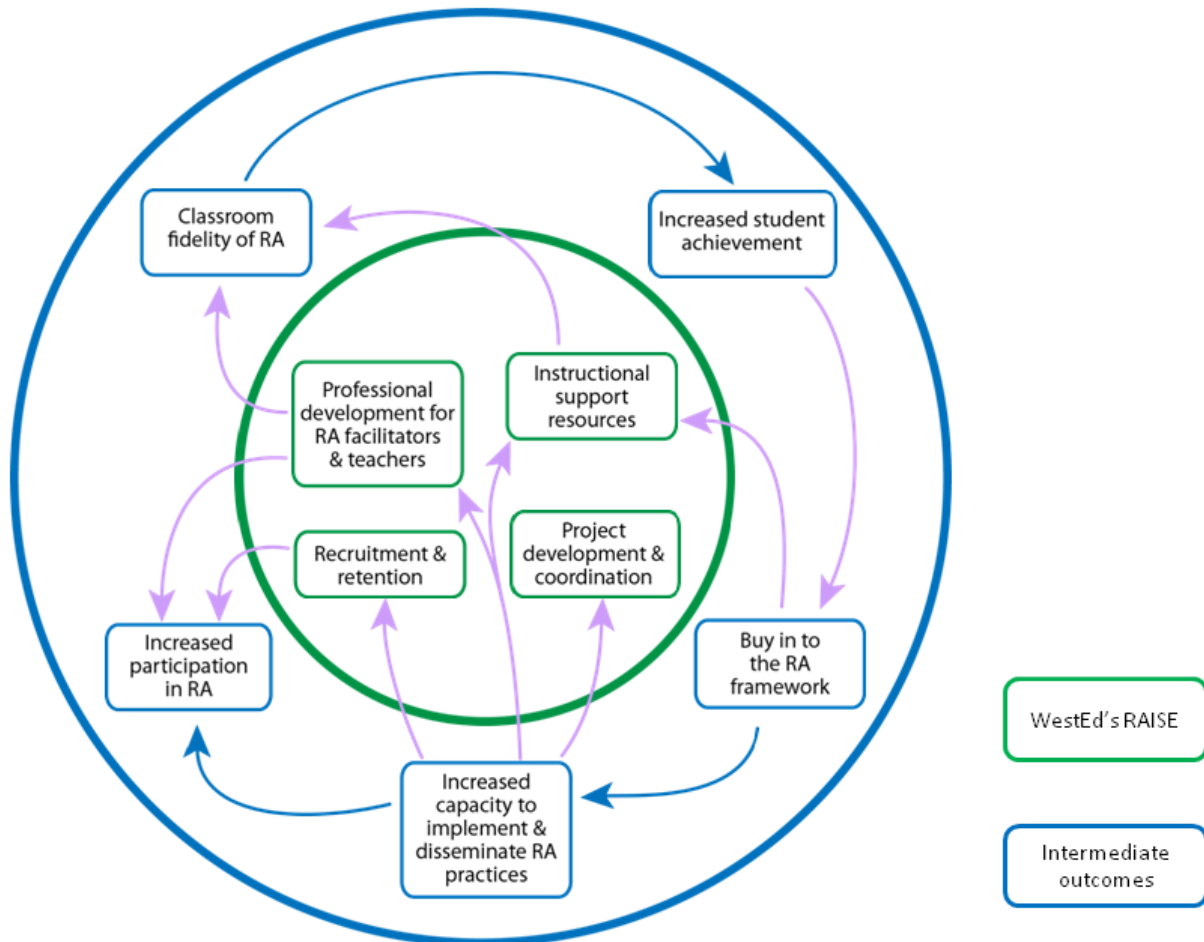 Classroom
fidelity of RA
Increased student
achievement
Professional
development for
RA facilitators
& teachers
Instructional
support
resources
Recruitment &
retention
Project
development &
coordination
Increased
participation
in RA
Buy in to
the RA
framework
Increased
capacity to
implement &
disseminate RA
practices
WestEd's RAISE
Intermediate
outcomes